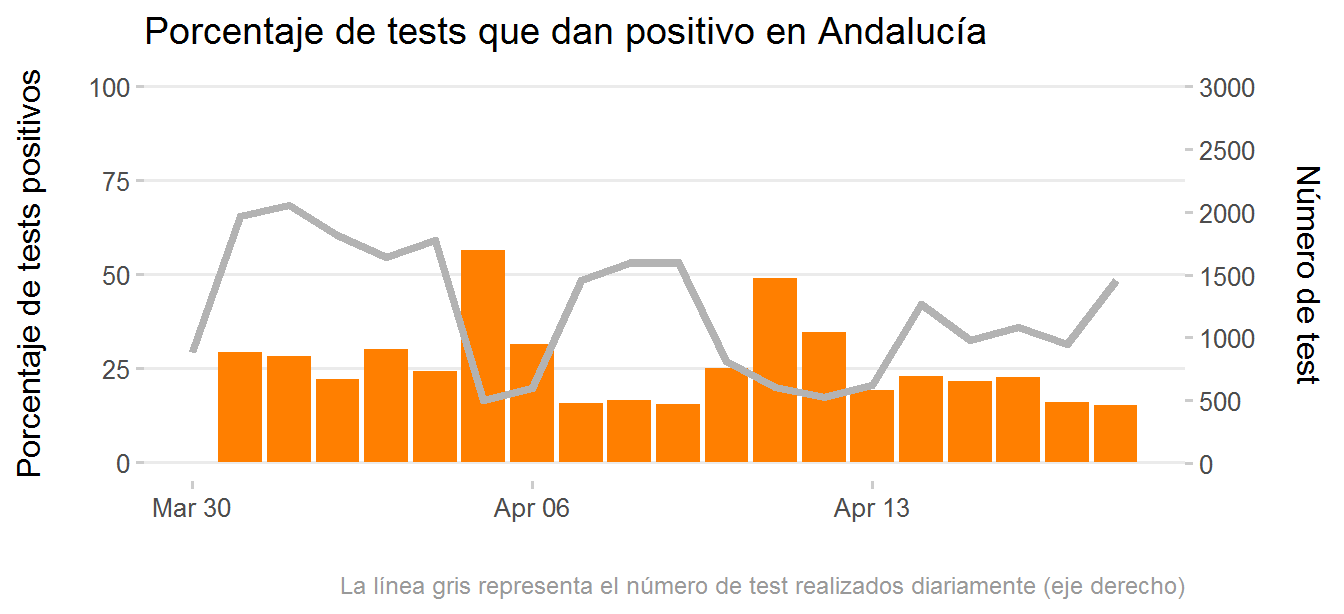 Porcentaje de tests que dan positivo en Andalucía
Porcentaje de tests positivos
100
75
50
25
0
3000
2500
2000
1500
1000
500
0
Número de test
Mar 30
Apr 06
Apr 13
La línea gris representa el número de test realizados diariamente (eje derecho)